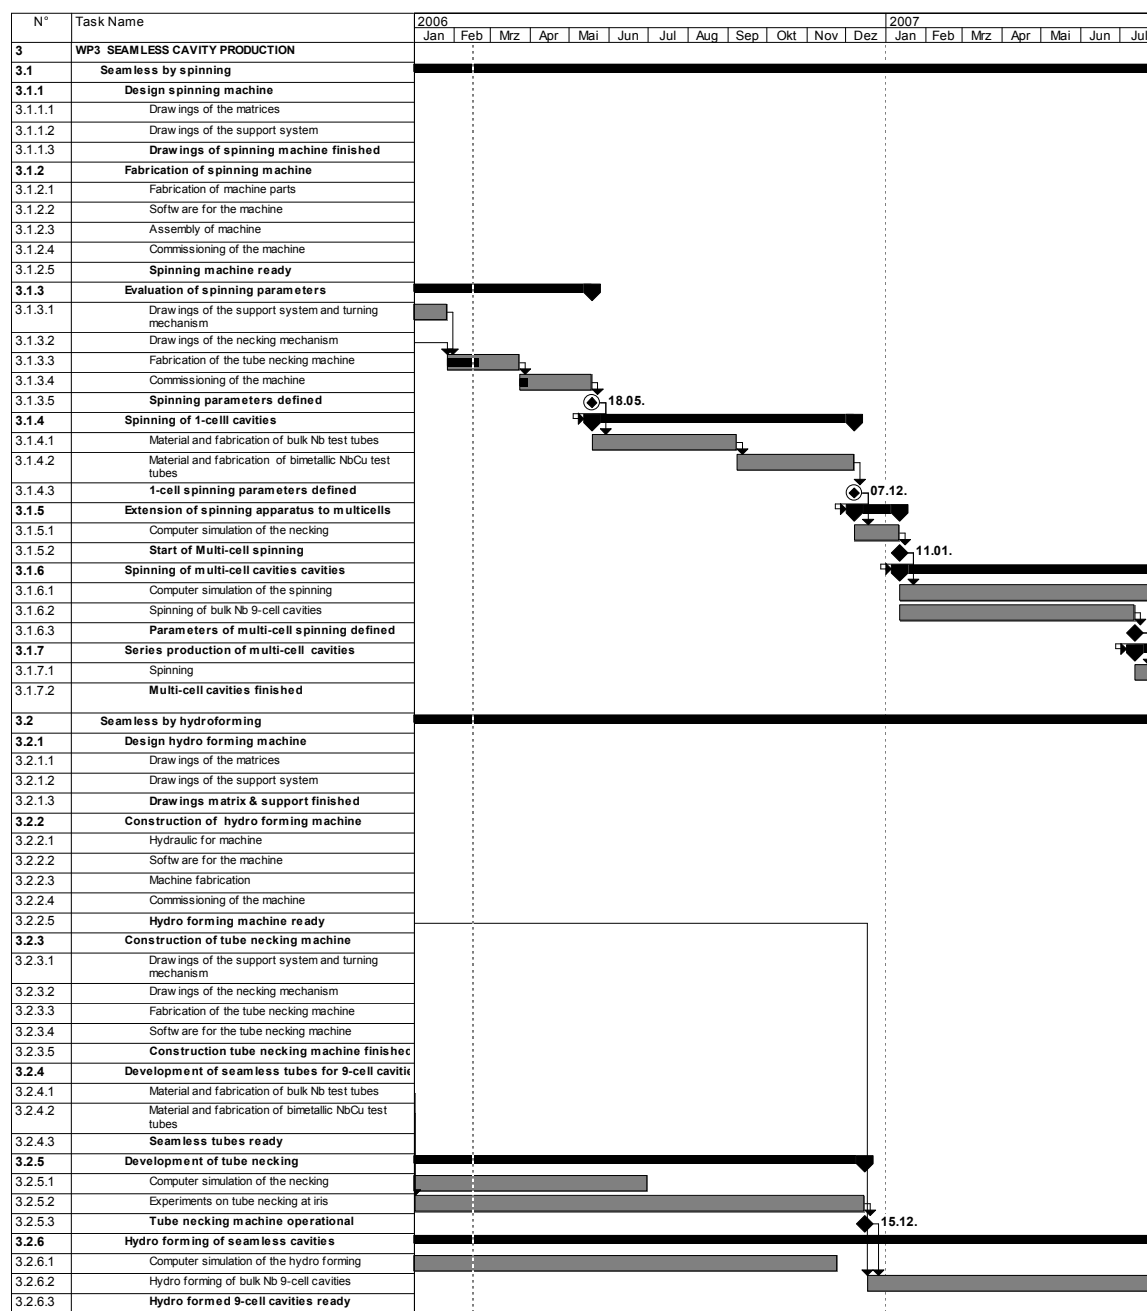 N° Task Name 2006 2007
Jan Feb Mrz Apr Mai Jun Jul Aug Sep Okt Nov Dez Jan Feb Mrz Apr Mai Jun Jul
3 WP3 SEAMLESS CAVITY PRODUCTION
3.1 Seamless by spinning
3.1.1 Design spinning machine
3.1.1.1 Drawings of the matrices
3.1.1.2 Drawings of the support system
3.1.1.3 Drawings of spinning machine finished
3.1.2 Fabrication of spinning machine
3.1.2.1 Fabrication of machine parts
3.1.2.2 Software for the machine
3.1.2.3 Assembly of machine
3.1.2.4 Commissioning of the machine
3.1.2.5 Spinning machine ready
3.1.3 Evaluation of spinning parameters
3.1.3.1 Drawings of the support system and turning
mechanism
3.1.3.2 Drawings of the necking mechanism
3.1.3.3 Fabrication of the tube necking machine
3.1.3.4 Commissioning of the machine
3.1.3.5 Spinning parameters defined 18.05.
3.1.4 Spinning of 1-celll cavities
3.1.4.1 Material and fabrication of bulk Nb test tubes
3.1.4.2 Material and fabrication of bimetallic NbCu test
tubes
3.1.4.3 1-cell spinning parameters defined 07.12.
3.1.5 Extension of spinning apparatus to multicells
3.1.5.1 Computer simulation of the necking
3.1.5.2 Start of Multi-cell spinning 11.01.
3.1.6 Spinning of multi-cell cavities cavities
3.1.6.1 Computer simulation of the spinning
3.1.6.2 Spinning of bulk Nb 9-cell cavities
3.1.6.3 Parameters of multi-cell spinning defined
3.1.7 Series production of multi-cell cavities
3.1.7.1 Spinning
3.1.7.2 Multi-cell cavities finished
3.2 Seamless by hydroforming
3.2.1 Design hydro forming machine
3.2.1.1 Drawings of the matrices
3.2.1.2 Drawings of the support system
3.2.1.3 Drawings matrix & support finished
3.2.2 Construction of hydro forming machine
3.2.2.1 Hydraulic for machine
3.2.2.2 Software for the machine
3.2.2.3 Machine fabrication
3.2.2.4 Commissioning of the machine
3.2.2.5 Hydro forming machine ready
3.2.3 Construction of tube necking machine
3.2.3.1 Drawings of the support system and turning
mechanism
3.2.3.2 Drawings of the necking mechanism
3.2.3.3 Fabrication of the tube necking machine
3.2.3.4 Software for the tube necking machine
3.2.3.5 Construction tube necking machine finished
3.2.4 Development of seamless tubes for 9-cell cavitie
3.2.4.1 Material and fabrication of bulk Nb test tubes
3.2.4.2 Material and fabrication of bimetallic NbCu test
tubes
3.2.4.3 Seamless tubes ready
3.2.5 Development of tube necking
3.2.5.1 Computer simulation of the necking
3.2.5.2 Experiments on tube necking at iris
3.2.5.3 Tube necking machine operational 15.12.
3.2.6 Hydro forming of seamless cavities
3.2.6.1 Computer simulation of the hydro forming
3.2.6.2 Hydro forming of bulk Nb 9-cell cavities
3.2.6.3 Hydro formed 9-cell cavities ready